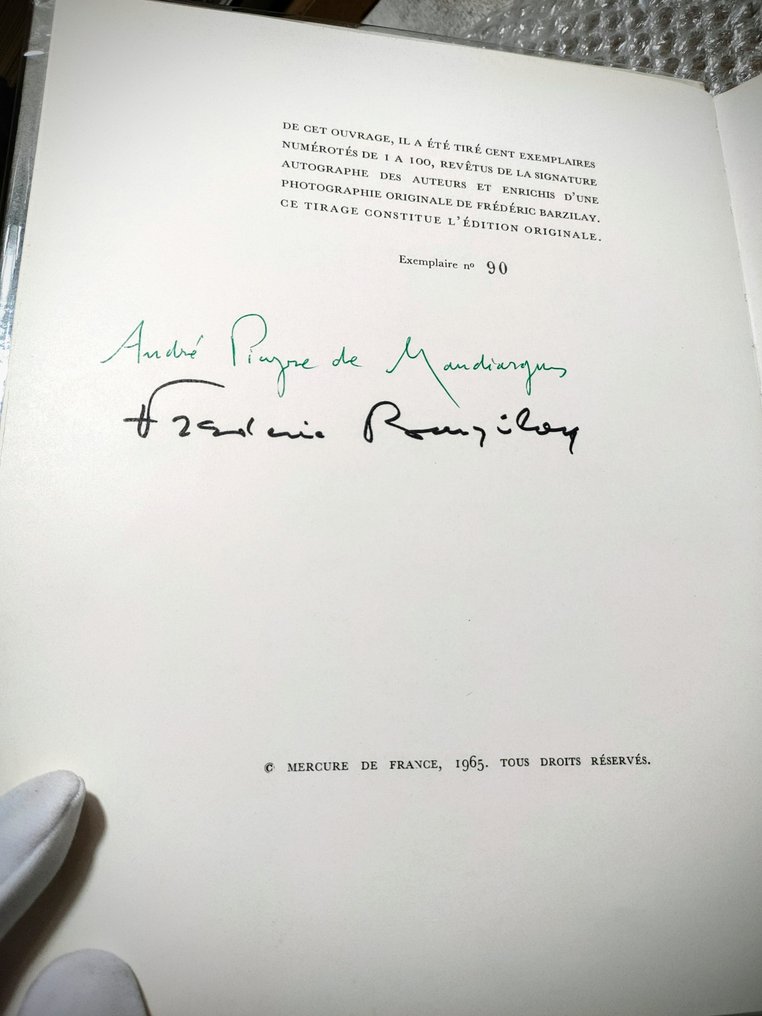 DE CET OUVRAGE, IL A ÉTÉ TIRÉ CENT EXEMPLAIRES
NUMÉROTÉS DE 1 A 100, REVÊTUS DE LA SIGNATURE
AUTOGRAPHE DES AUTEURS ET ENRICHIS D'UNE
PHOTOGRAPHIE ORIGINALE DE FRÉDÉRIC BARZILAY.
CE TIRAGE CONSTITUE L'ÉDITION ORIGINALE.
Exemplaire nº 90
André Pieyre de Mandiargues
Frédéric Barzilay
© MERCURE DE FRANCE, 1965. TOUS DROITS RÉSERVÉS.